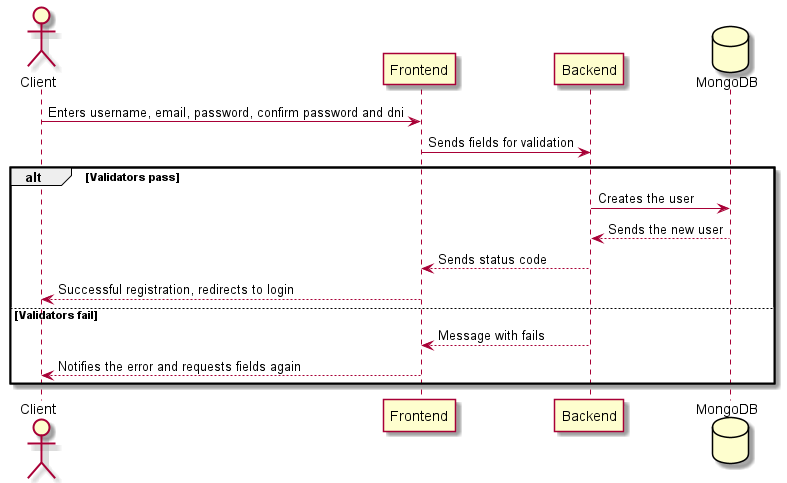 Client
Frontend
Backend
MongoDB
Enters username, email, password, confirm password and dni
Sends fields for validation
alt [Validators pass]
Creates the user
Sends the new user
Sends status code
Successful registration, redirects to login
[Validators fail]
Message with fails
Notifies the error and requests fields again
Client
Frontend
Backend
MongoDB